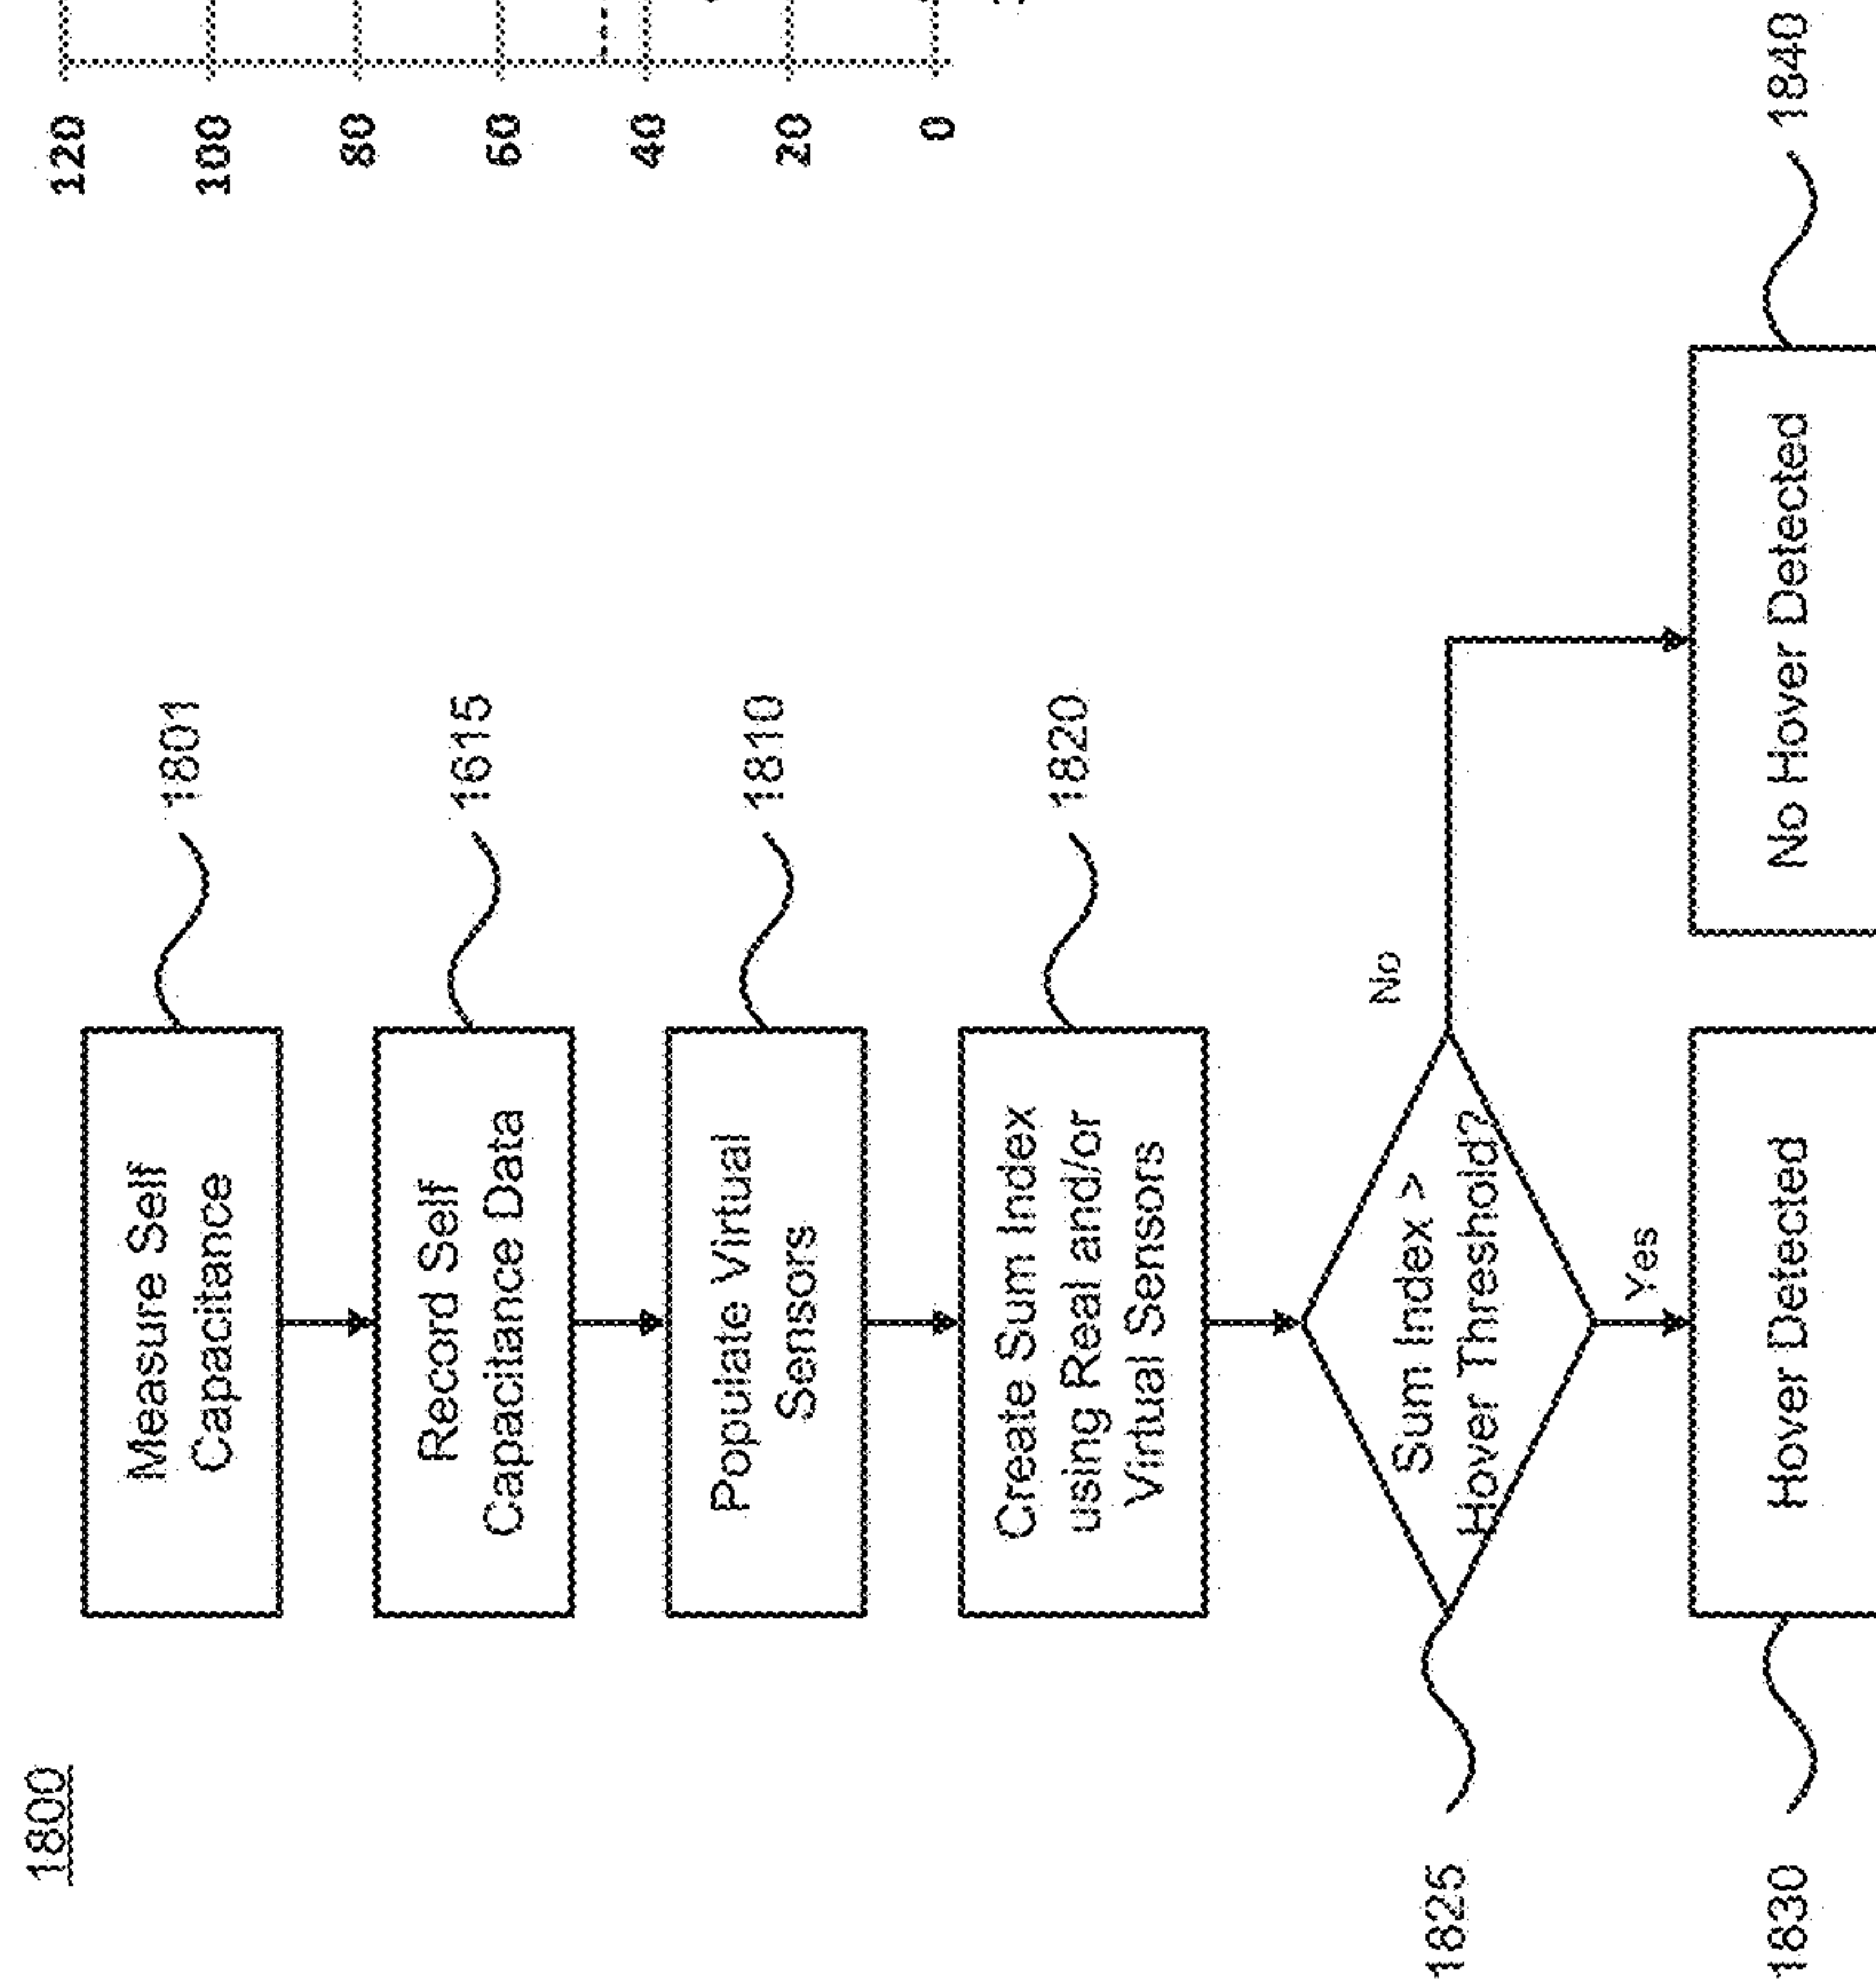 1800
Measure Self
Capacitance
1801
Record Self
Capacitance Data
1615
Populate Virtual
Sensors
1810
Create Sum Index
using Real and/or
Virtual Sensors
1820
Sum Index >
Hover Threshold?
1825
No
Yes
Hover Detected
1830
No Hover Detected
1840
120
100
80
60
40
20
0